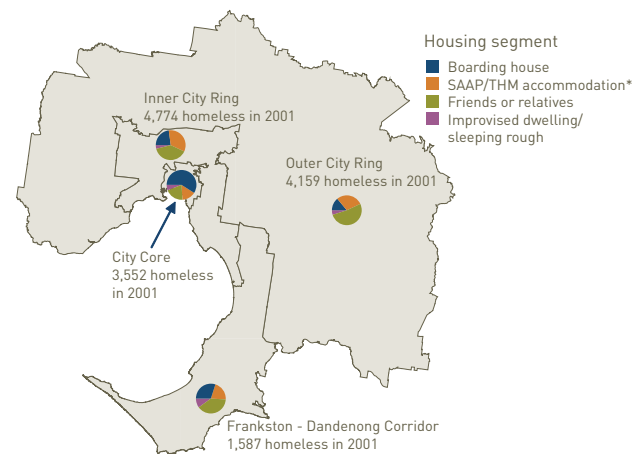 Housing segment
Boarding house
SAAP/THM accommodation*
Friends or relatives
Improvised dwelling/
sleeping rough
Inner City Ring
4,774 homeless in 2001
Outer City Ring
4,159 homeless in 2001
City Core
3,552 homeless
in 2001
Frankston - Dandenong Corridor
1,587 homeless in 2001